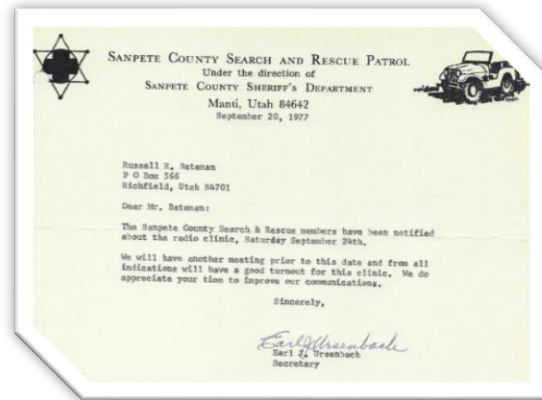 SANPETE COUNTY SEARCH AND RESCUE PATROL
Under the direction of
SANPETE COUNTY SHERIFF'S DEPARTMENT
Manti, Utah 84642
September 20, 1977
Russell R. Bateman
P O Box 566
Richfield, Utah 84701
Dear Mr. Bateman:
The Sanpete County Search & Rescue members have been notified
about the radio clinic, Saturday September 24th.
We will have another meeting prior to this date and from all
indications will have a good turnout for this clinic. We do
appreciate your time to improve our communications.
Sincerely,
Earl J Ursenbach
Earl J. Ursenbach
Secretary